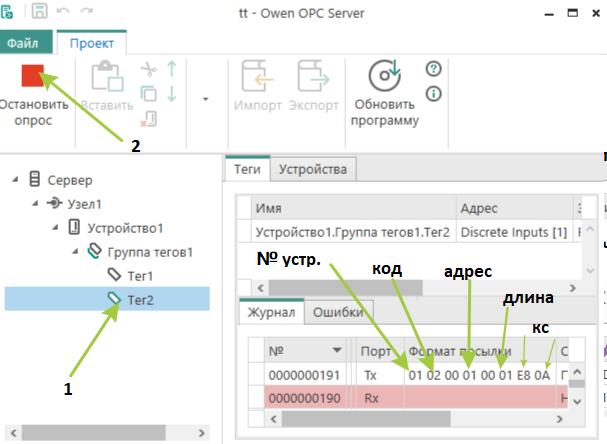 tt - Owen OPC Server
Файл Проект
Остановить опрос
Вставить
Импорт Экспорт
Обновить программу
2
Сервер
Узел1
Устройство1
Группа тегов1
Тег1
Тег2
1
Теги Устройства
Имя Адрес
Устройство1.Группа тегов1.Тег2 Discrete Inputs [1]
№ устр. код адрес длина кс
Журнал Ошибки
№ Порт Формат посылки
0000000191 Tx 01 02 00 01 00 01 E8 0A
0000000190 Rx